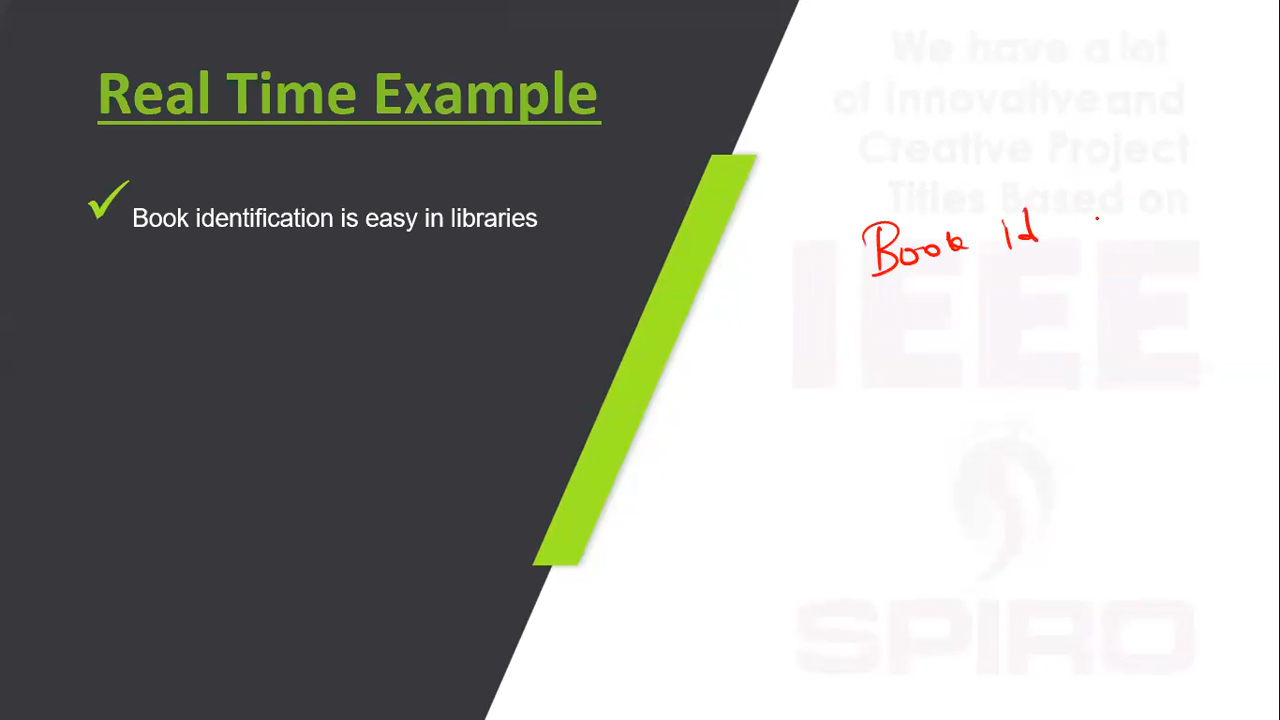 Real Time Example
Book identification is easy in libraries
We have a lot
of Innovative and
Creative Project
Titles Based on
Book Id
IEEE
SPIRO